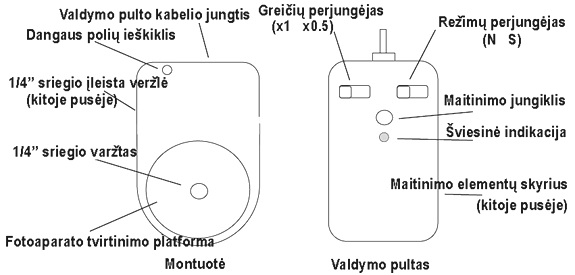 Valdymo pulto kabelio jungtis
Dangaus polių ieškiklis
1/4” sriegio įleista veržlė
(kitoje pusėje)
1/4” sriegio varžtas
Fotoaparato tvirtinimo platforma
Montuotė
Greičių perjungėjas
(x1 x0.5)
Režimų perjungėjas
(N S)
Maitinimo jungiklis
Šviesinė indikacija
Maitinimo elementų skyrius
(kitoje pusėje)
Valdymo pultas